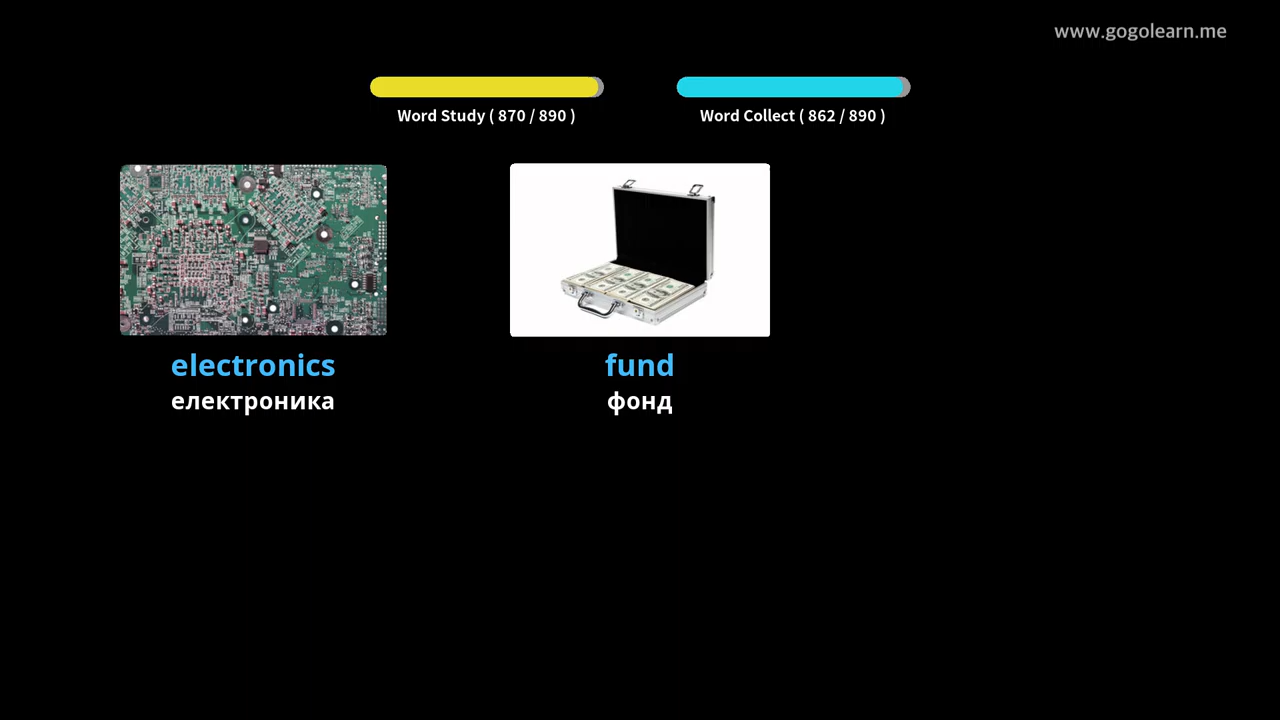 www.gogolearn.me
Word Study ( 870 / 890 )
Word Collect ( 862 / 890 )
electronics
електроника
fund
фонд